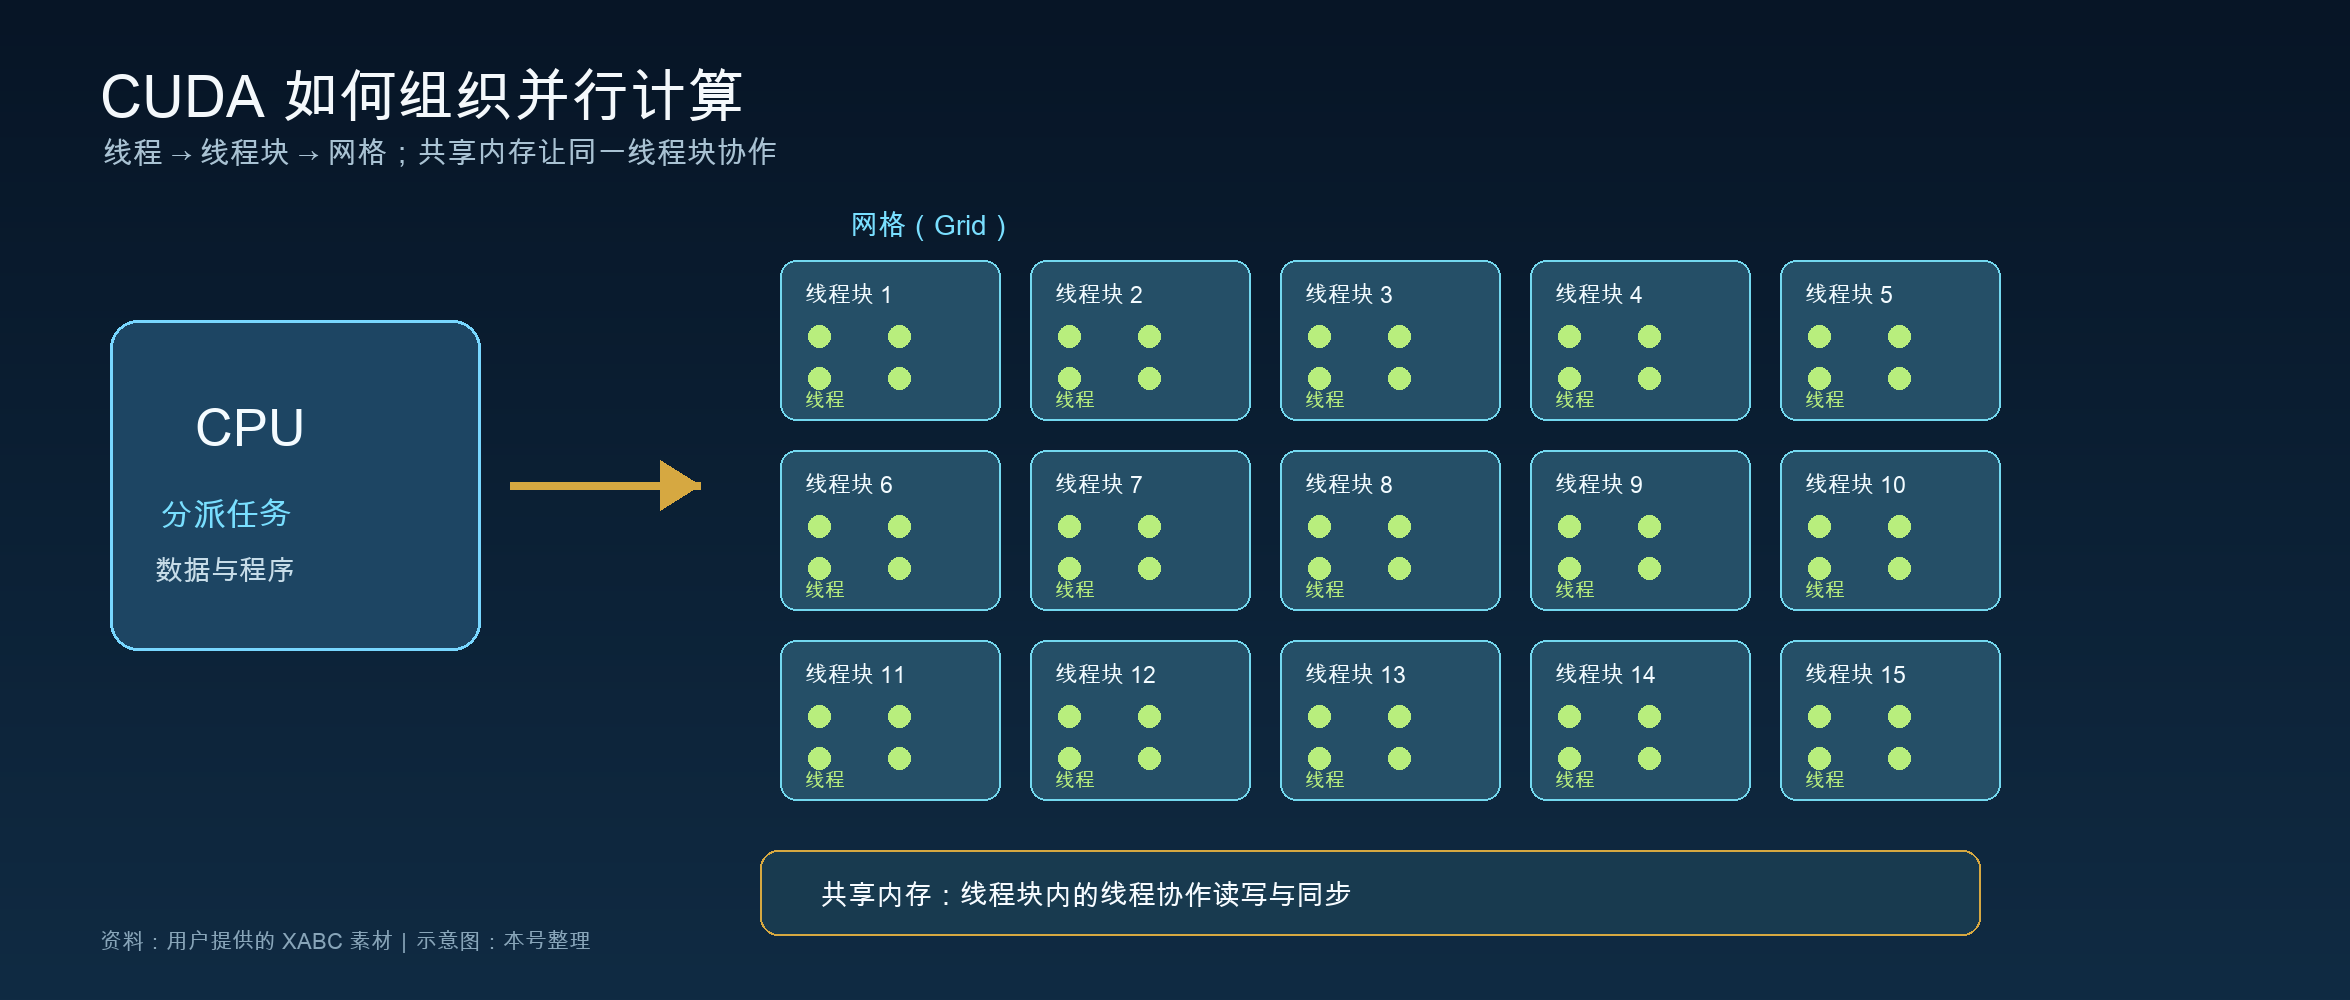 CUDA 如何组织并行计算
线程 → 线程块 → 网格；共享内存让同一线程块协作
网格（Grid）
线程块 1
线程块 2
线程块 3
线程块 4
线程块 5
线程
线程
线程
线程
线程
CPU
分派任务
数据与程序
线程块 6
线程块 7
线程块 8
线程块 9
线程块 10
线程
线程
线程
线程
线程
线程块 11
线程块 12
线程块 13
线程块 14
线程块 15
线程
线程
线程
线程
线程
共享内存：线程块内的线程协作读写与同步
资料：用户提供的 XABC 素材 | 示意图：本号整理